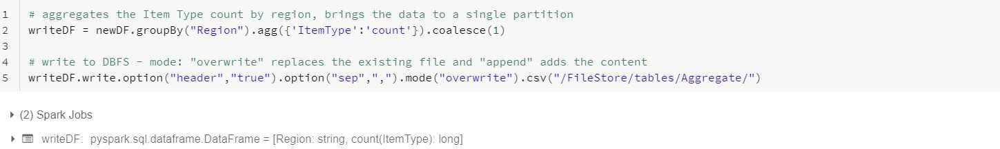 1 # aggregates the Item Type count by region, brings the data to a single partition
2 writeDF = newDF.groupBy("Region").agg({'ItemType':'count'}).coalesce(1)
3
4 # write to DBFS - mode: "overwrite" replaces the existing file and "append" adds the content
5 writeDF.write.option("header","true").option("sep",",").mode("overwrite").csv("/FileStore/tables/Aggregate/")
(2) Spark Jobs
writeDF: pyspark.sql.dataframe.DataFrame = [Region: string, count(ItemType): long]